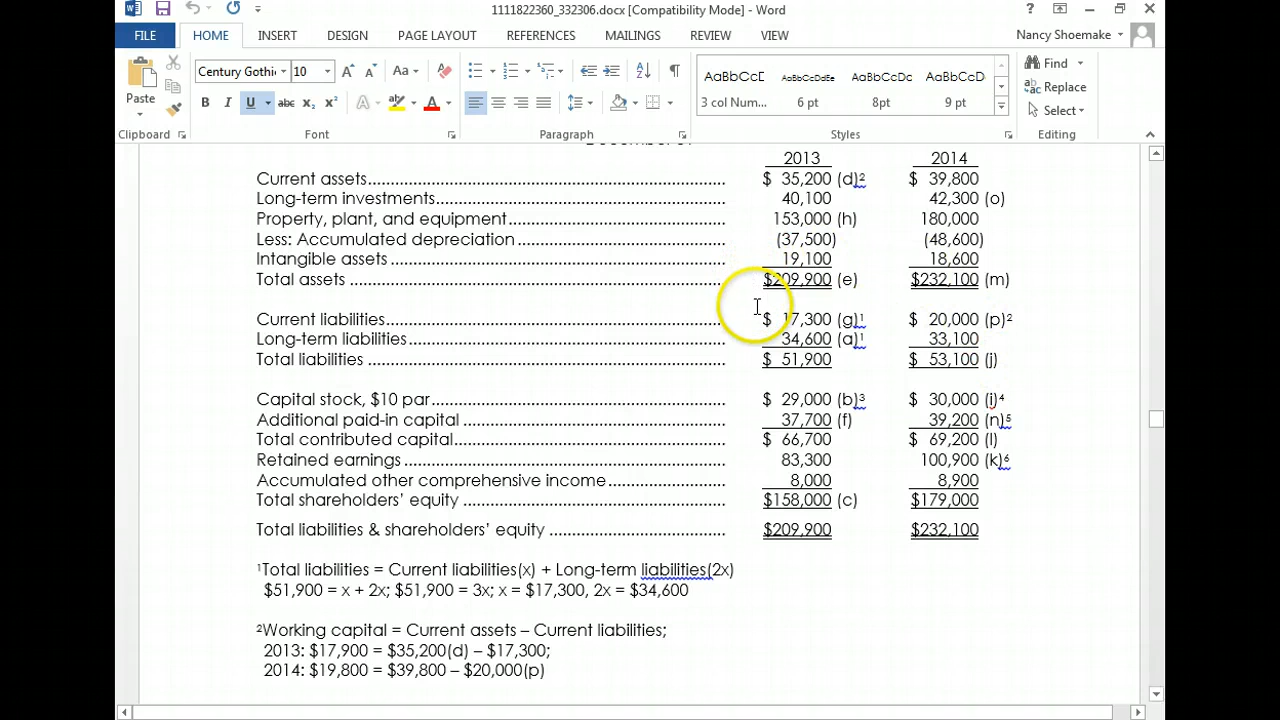 1111822360_332306.docx [Compatibility Mode] - Word
FILE HOME INSERT DESIGN PAGE LAYOUT REFERENCES MAILINGS REVIEW VIEW Nancy Shoemake
Century Gothi 10 Aa
Paste
B I U abc x₂ x² A A
AaBbCcD AaBbCcDdEe AaBbCcDc AaBbCcD
3 col Num... 6 pt 8pt 9 pt
Find
Replace
Select
Clipboard Font Paragraph Styles Editing
2013 2014
Current assets $ 35,200 (d)² $ 39,800
Long-term investments 40,100 42,300 (o)
Property, plant, and equipment 153,000 (h) 180,000
Less: Accumulated depreciation (37,500) (48,600)
Intangible assets 19,100 18,600
Total assets $209,900 (e) $232,100 (m)
Current liabilities $ 17,300 (g)¹ $ 20,000 (p)²
Long-term liabilities 34,600 (a)¹ 33,100
Total liabilities $ 51,900 $ 53,100 (j)
Capital stock, $10 par $ 29,000 (b)³ $ 30,000 (i)⁴
Additional paid-in capital 37,700 (f) 39,200 (n)⁵
Total contributed capital $ 66,700 $ 69,200 (l)
Retained earnings 83,300 100,900 (k)⁶
Accumulated other comprehensive income 8,000 8,900
Total shareholders’ equity $158,000 (c) $179,000
Total liabilities & shareholders’ equity $209,900 $232,100
¹Total liabilities = Current liabilities(x) + Long-term liabilities(2x)
$51,900 = x + 2x; $51,900 = 3x; x = $17,300, 2x = $34,600
²Working capital = Current assets – Current liabilities;
2013: $17,900 = $35,200(d) – $17,300;
2014: $19,800 = $39,800 – $20,000(p)